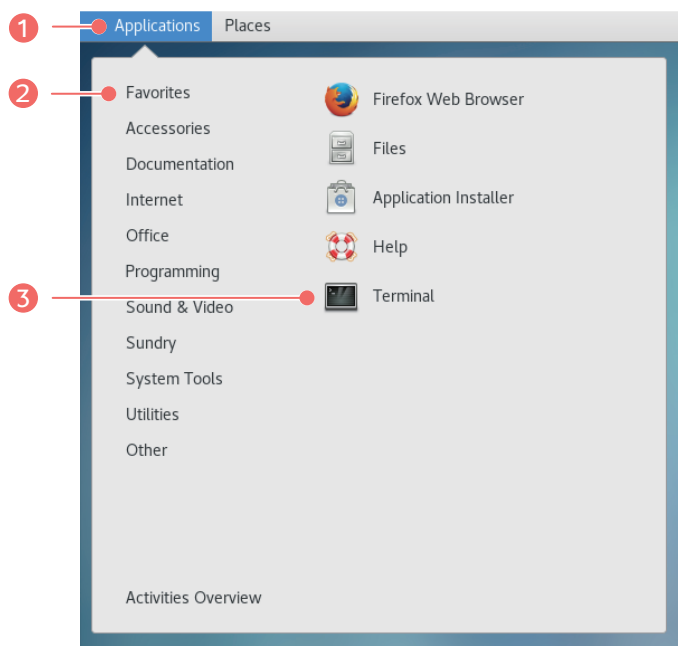 1 Applications Places
2 Favorites
Accessories
Documentation
Internet
Office
Programming
3 Sound & Video
Sundry
System Tools
Utilities
Other
Activities Overview
Firefox Web Browser
Files
Application Installer
Help
Terminal